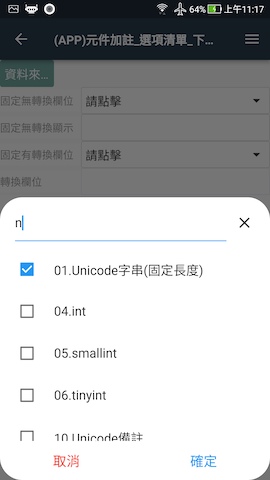 64% 上午11:17
(APP)元件加註_選項清單_下...
資料來...
固定無轉換欄位 請點擊
固定無轉換顯示
固定有轉換欄位 請點擊
轉換欄位
n
01.Unicode字串(固定長度)
04.int
05.smallint
06.tinyint
10.Unicode備註
取消 確定